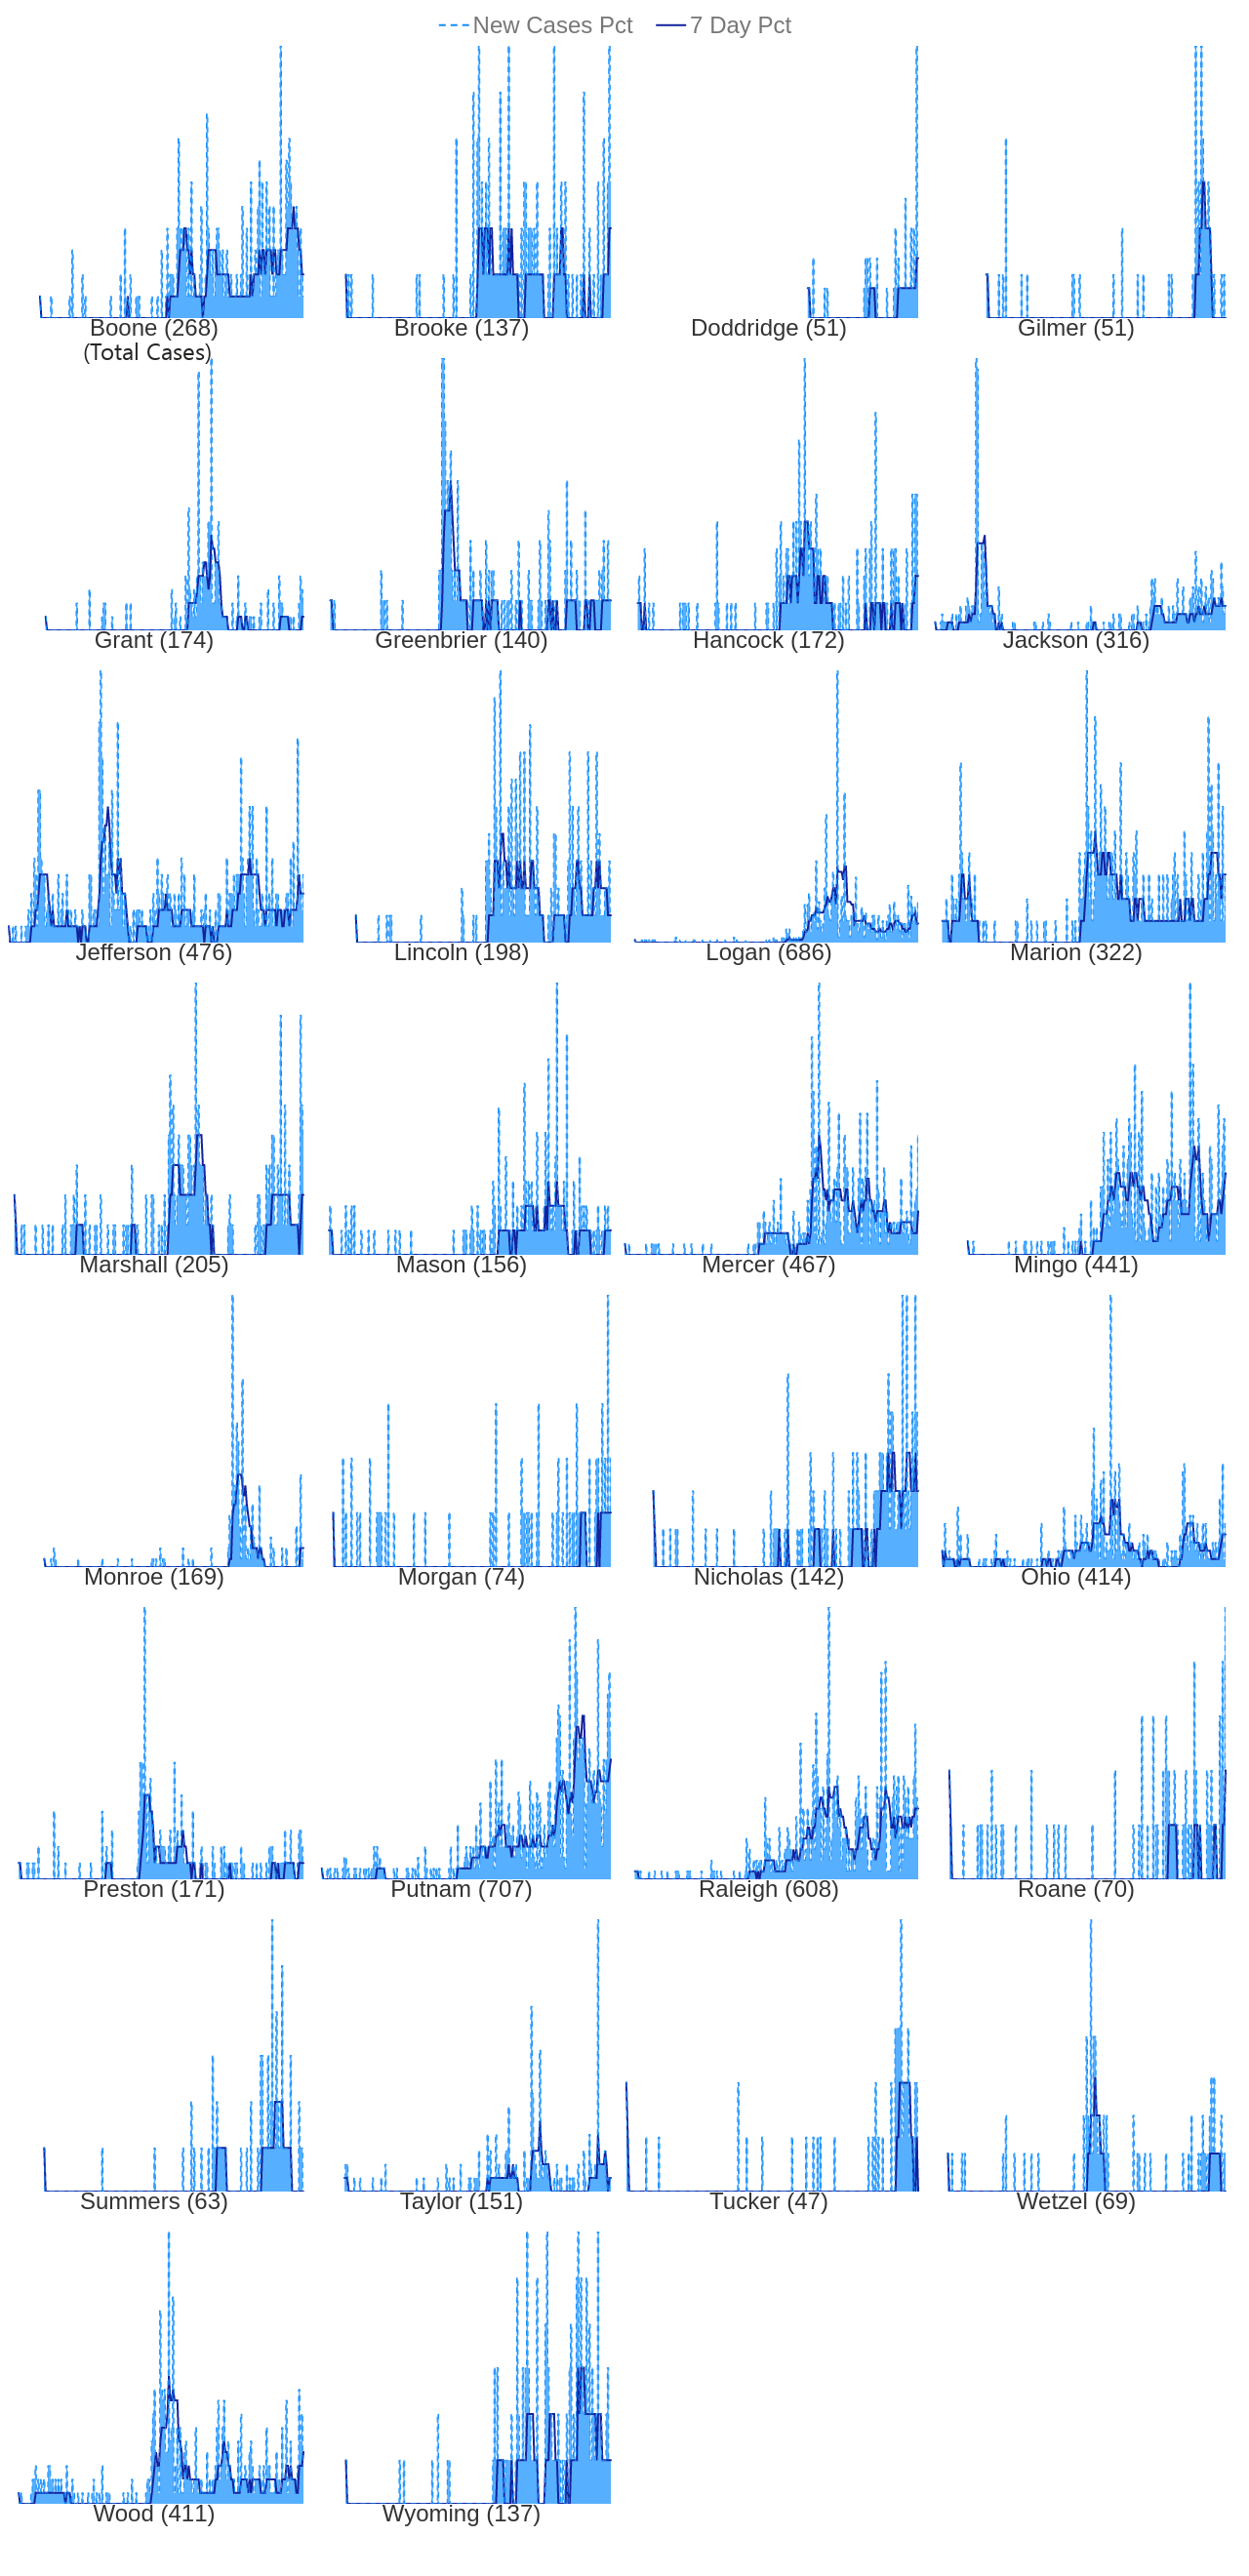 New Cases Pct 7 Day Pct
Boone (268) Brooke (137) Doddridge (51) Gilmer (51)
(Total Cases)
Grant (174) Greenbrier (140) Hancock (172) Jackson (316)
Jefferson (476) Lincoln (198) Logan (686) Marion (322)
Marshall (205) Mason (156) Mercer (467) Mingo (441)
Monroe (169) Morgan (74) Nicholas (142) Ohio (414)
Preston (171) Putnam (707) Raleigh (608) Roane (70)
Summers (63) Taylor (151) Tucker (47) Wetzel (69)
Wood (411) Wyoming (137)